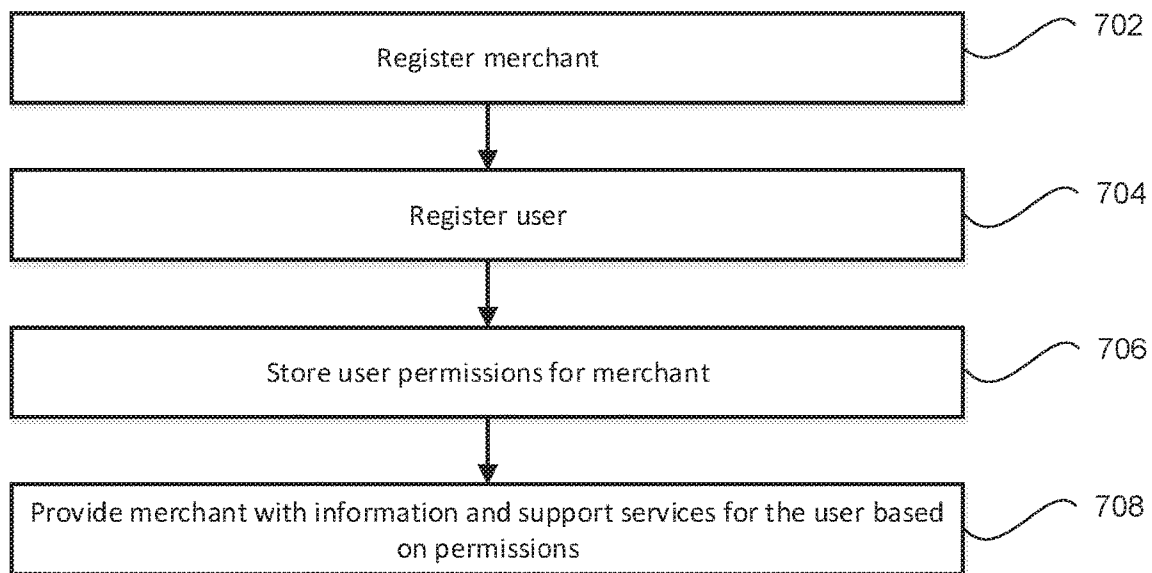 Register merchant
702
Register user
704
Store user permissions for merchant
706
Provide merchant with information and support services for the user based
on permissions
708